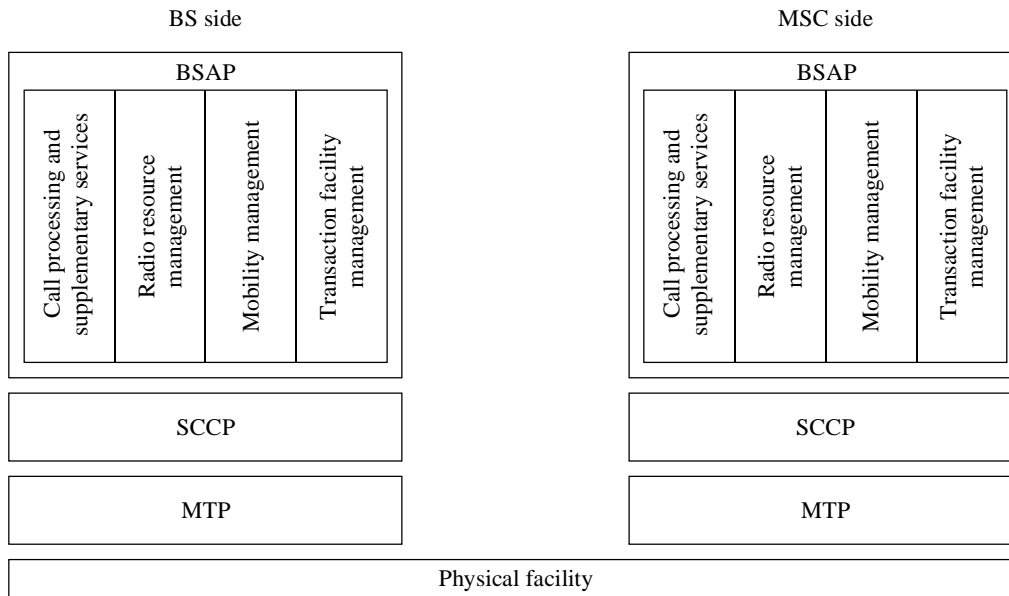 BS side
MSC side
BSAP
Call processing and
supplementary services
Radio resource
management
Mobility management
Transaction facility
management
BSAP
Call processing and
supplementary services
Radio resource
management
Mobility management
Transaction facility
management
SCCP
SCCP
MTP
MTP
Physical facility